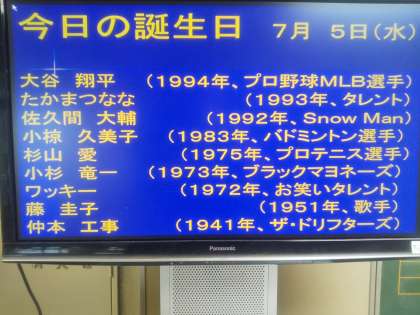 今日の誕生日 7月 5日(水)
大谷 翔平 (1994年、プロ野球MLB選手)
たかまつなな (1993年、タレント)
佐久間 大輔 (1992年、Snow Man)
小椋 久美子 (1983年、バドミントン選手)
杉山 愛 (1975年、プロテニス選手)
小杉 竜一 (1973年、ブラックマヨネーズ)
ワッキー (1972年、お笑いタレント)
藤 圭子 (1951年、歌手)
仲本 工事 (1941年、ザ・ドリフターズ)
Panasonic